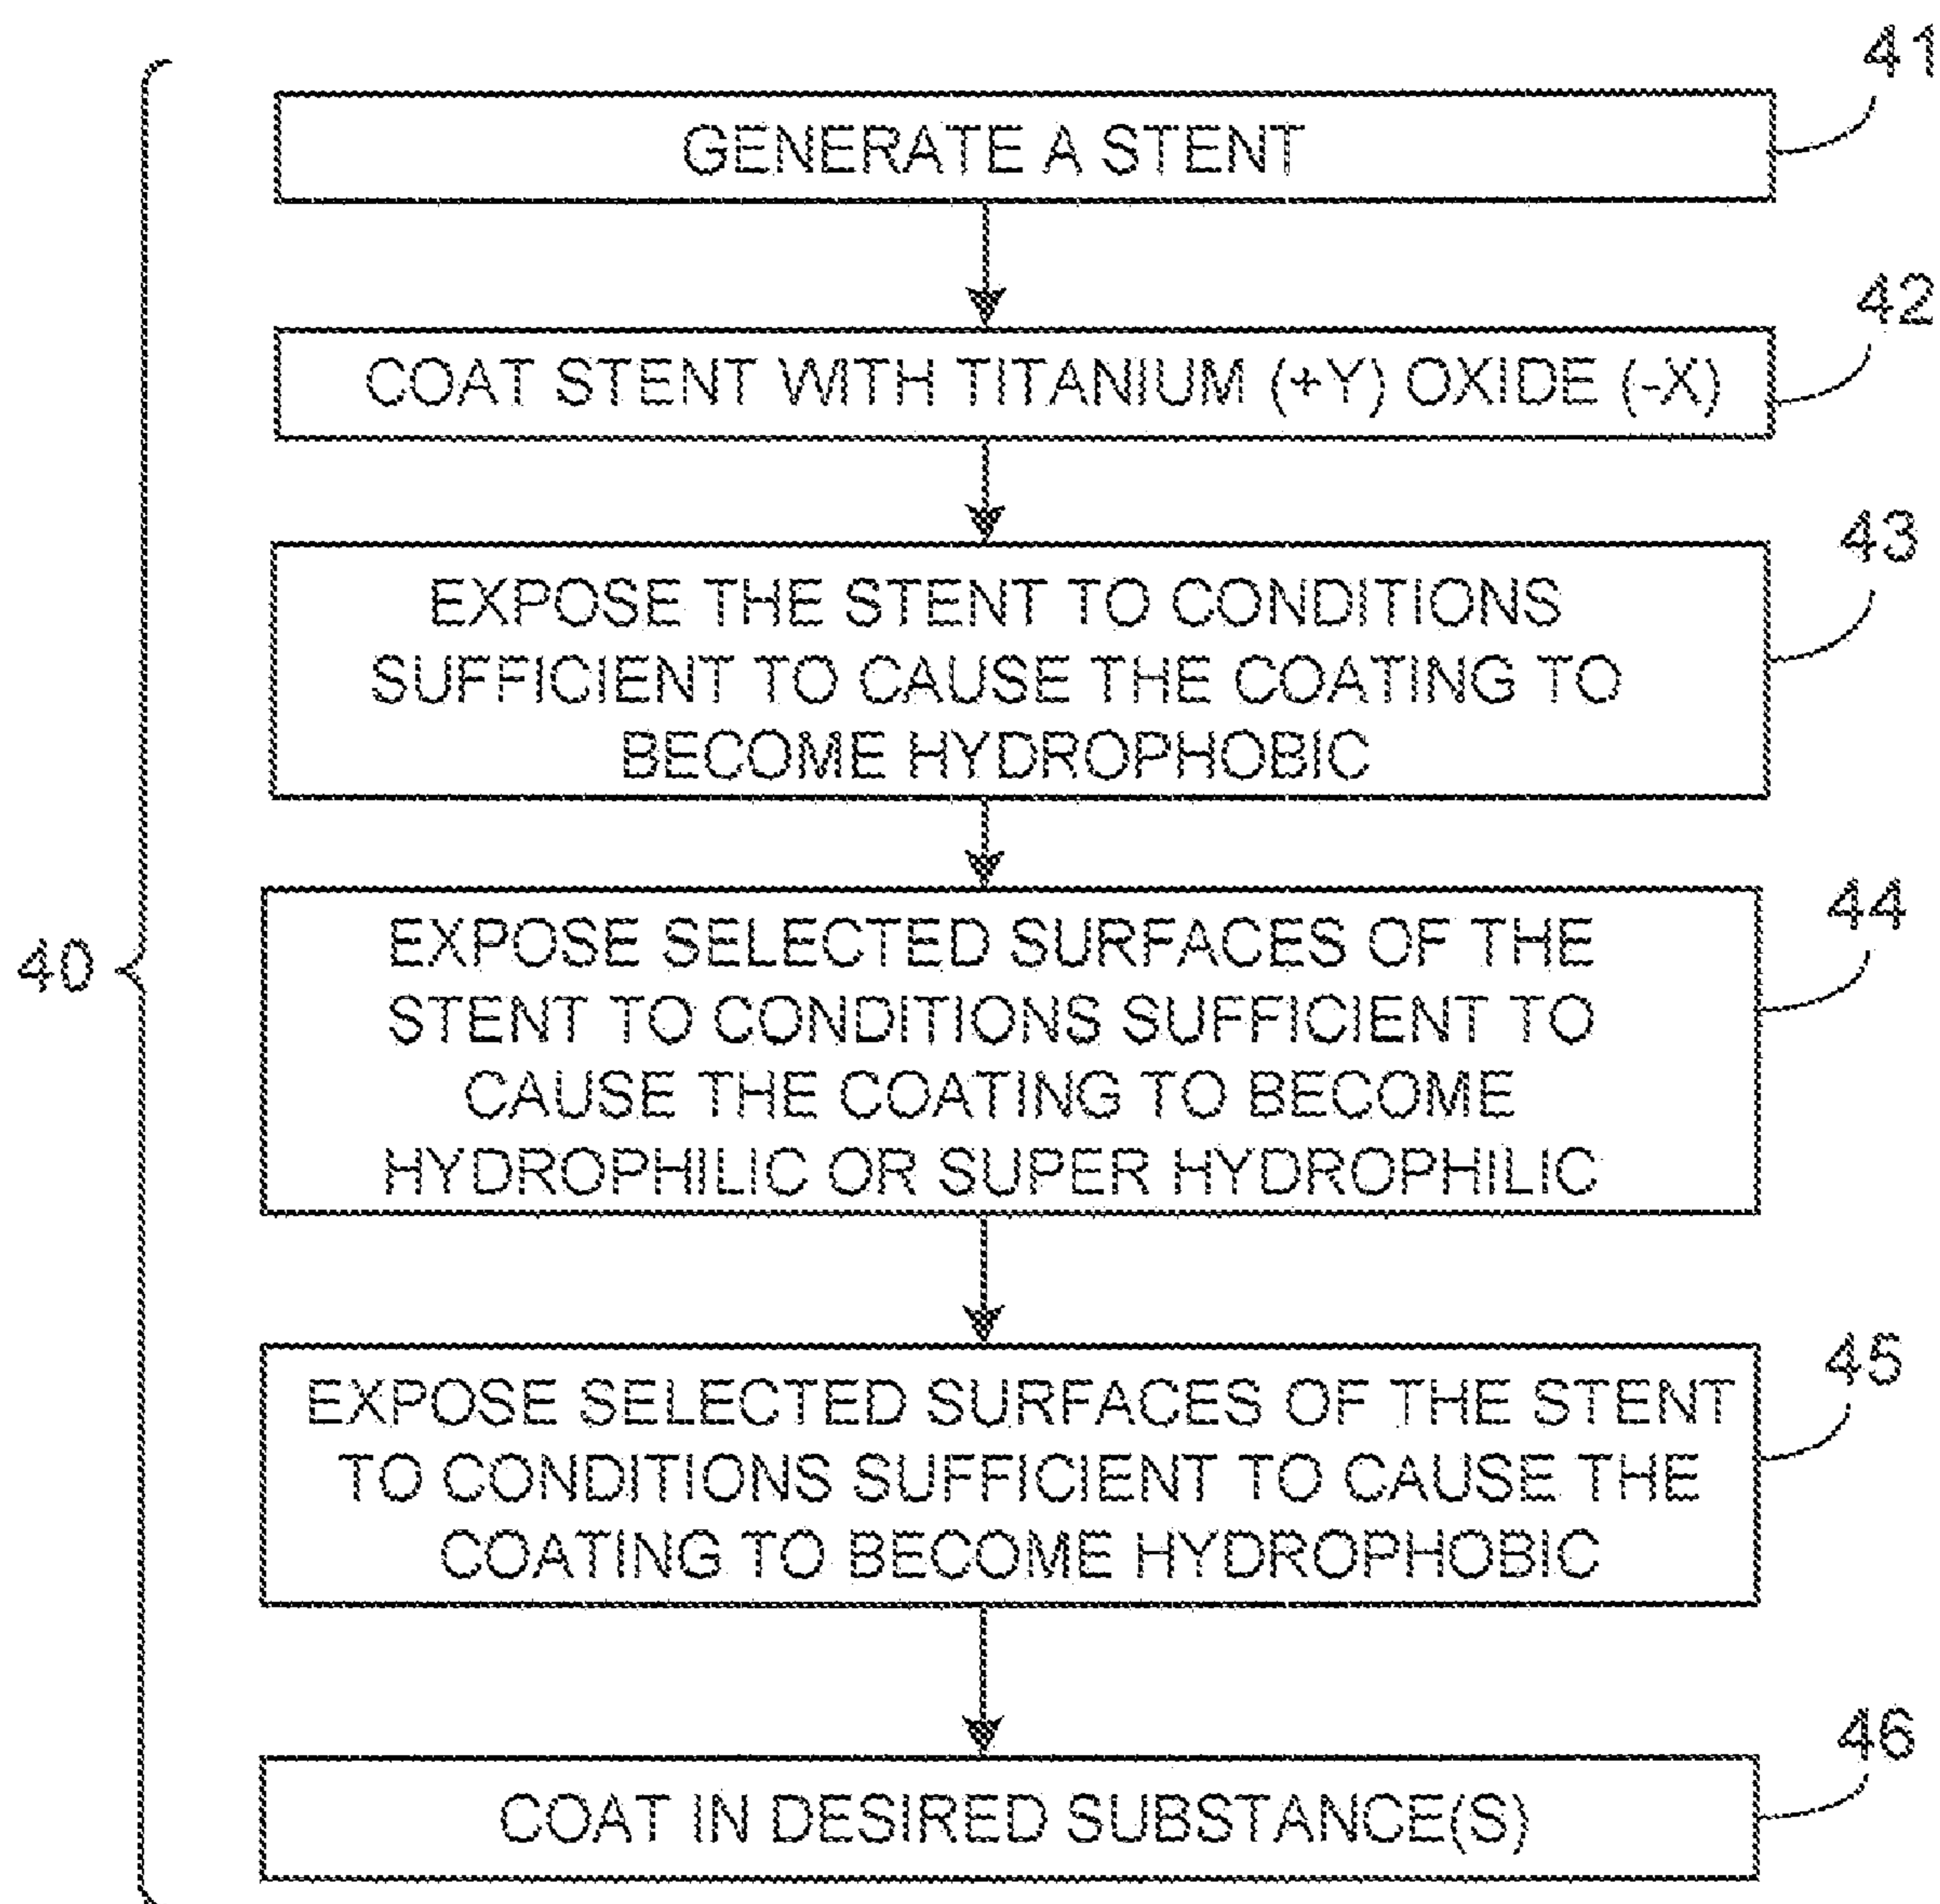 41
GENERATE A STENT
42
COAT STENT WITH TITANIUM (+Y) OXIDE (-X)
43
EXPOSE THE STENT TO CONDITIONS
SUFFICIENT TO CAUSE THE COATING TO
BECOME HYDROPHOBIC
44
EXPOSE SELECTED SURFACES OF THE
STENT TO CONDITIONS SUFFICIENT TO
CAUSE THE COATING TO BECOME
HYDROPHILIC OR SUPER HYDROPHILIC
40
45
EXPOSE SELECTED SURFACES OF THE STENT
TO CONDITIONS SUFFICIENT TO CAUSE THE
COATING TO BECOME HYDROPHOBIC
46
COAT IN DESIRED SUBSTANCE(S)